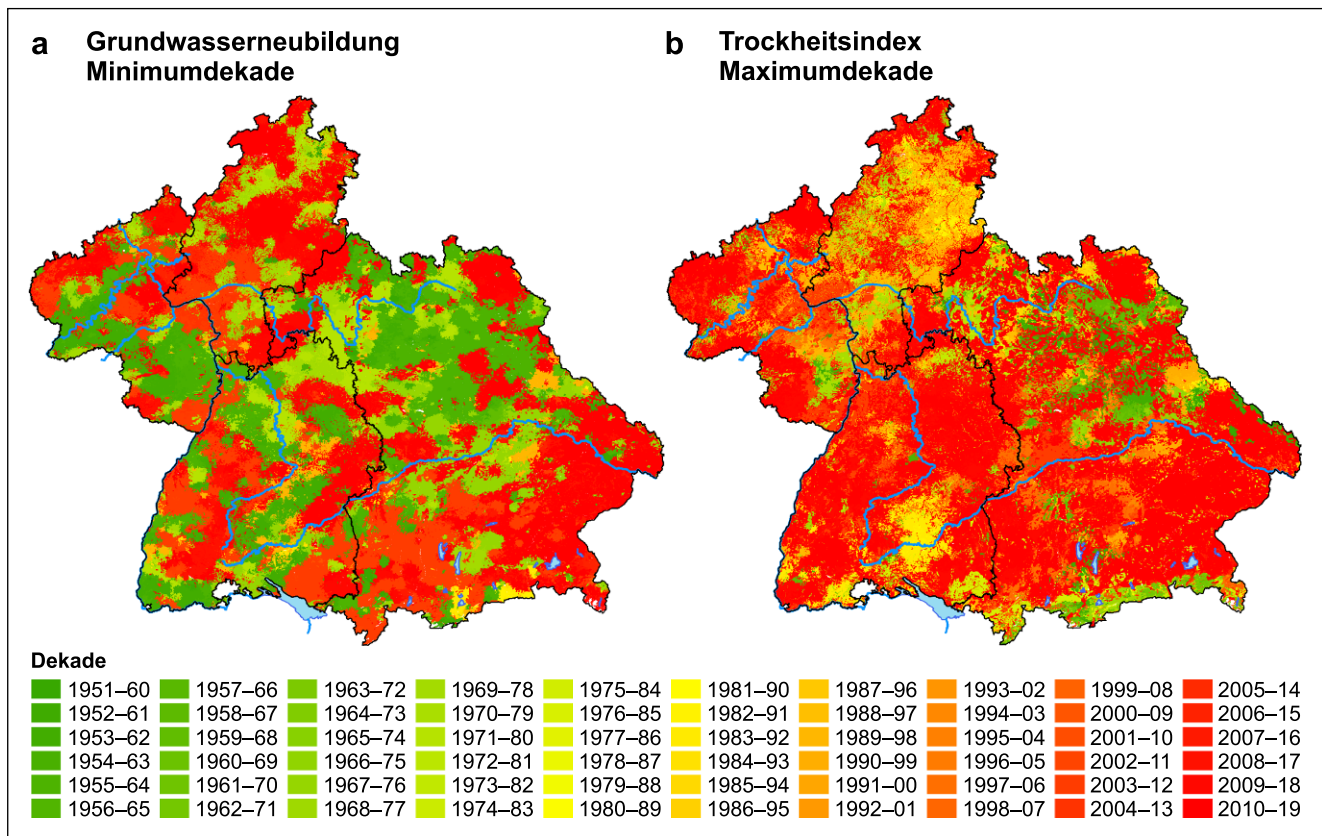 a Grundwasserneubildung
Minimumdekade
b Trockheitsindex
Maximumdekade
Dekade
1951–60 1957–66 1963–72 1969–78 1975–84 1981–90 1987–96 1993–02 1999–08 2005–14
1952–61 1958–67 1964–73 1970–79 1976–85 1982–91 1988–97 1994–03 2000–09 2006–15
1953–62 1959–68 1965–74 1971–80 1977–86 1983–92 1989–98 1995–04 2001–10 2007–16
1954–63 1960–69 1966–75 1972–81 1978–87 1984–93 1990–99 1996–05 2002–11 2008–17
1955–64 1961–70 1967–76 1973–82 1979–88 1985–94 1991–00 1997–06 2003–12 2009–18
1956–65 1962–71 1968–77 1974–83 1980–89 1986–95 1992–01 1998–07 2004–13 2010–19